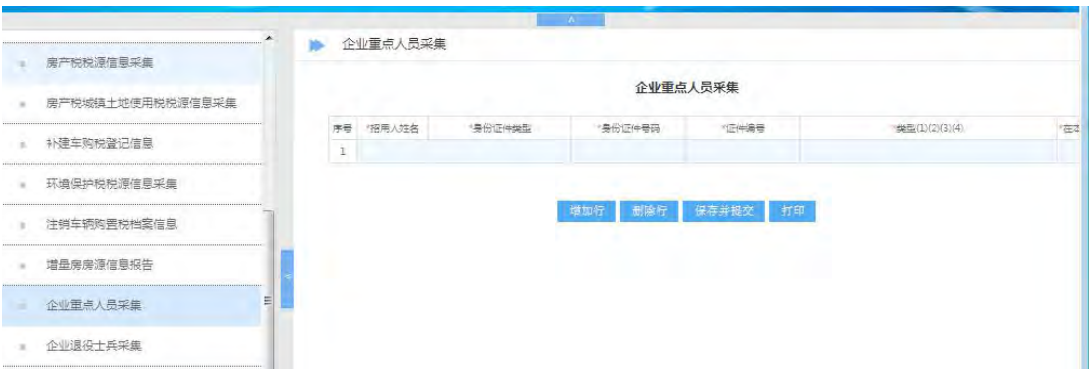 房产税税源信息采集
房产税城镇土地使用税税源信息采集
补建车购税登记信息
环境保护税税源信息采集
注销车辆购置税档案信息
增量房房源信息报告
企业重点人员采集
企业退役士兵采集
企业重点人员采集
企业重点人员采集
序号 *招用人姓名 *身份证件类型 *身份证件号码 *证件编号 *类型(1)(2)(3)(4) *在本
1
增加行 删除行 保存并提交 打印